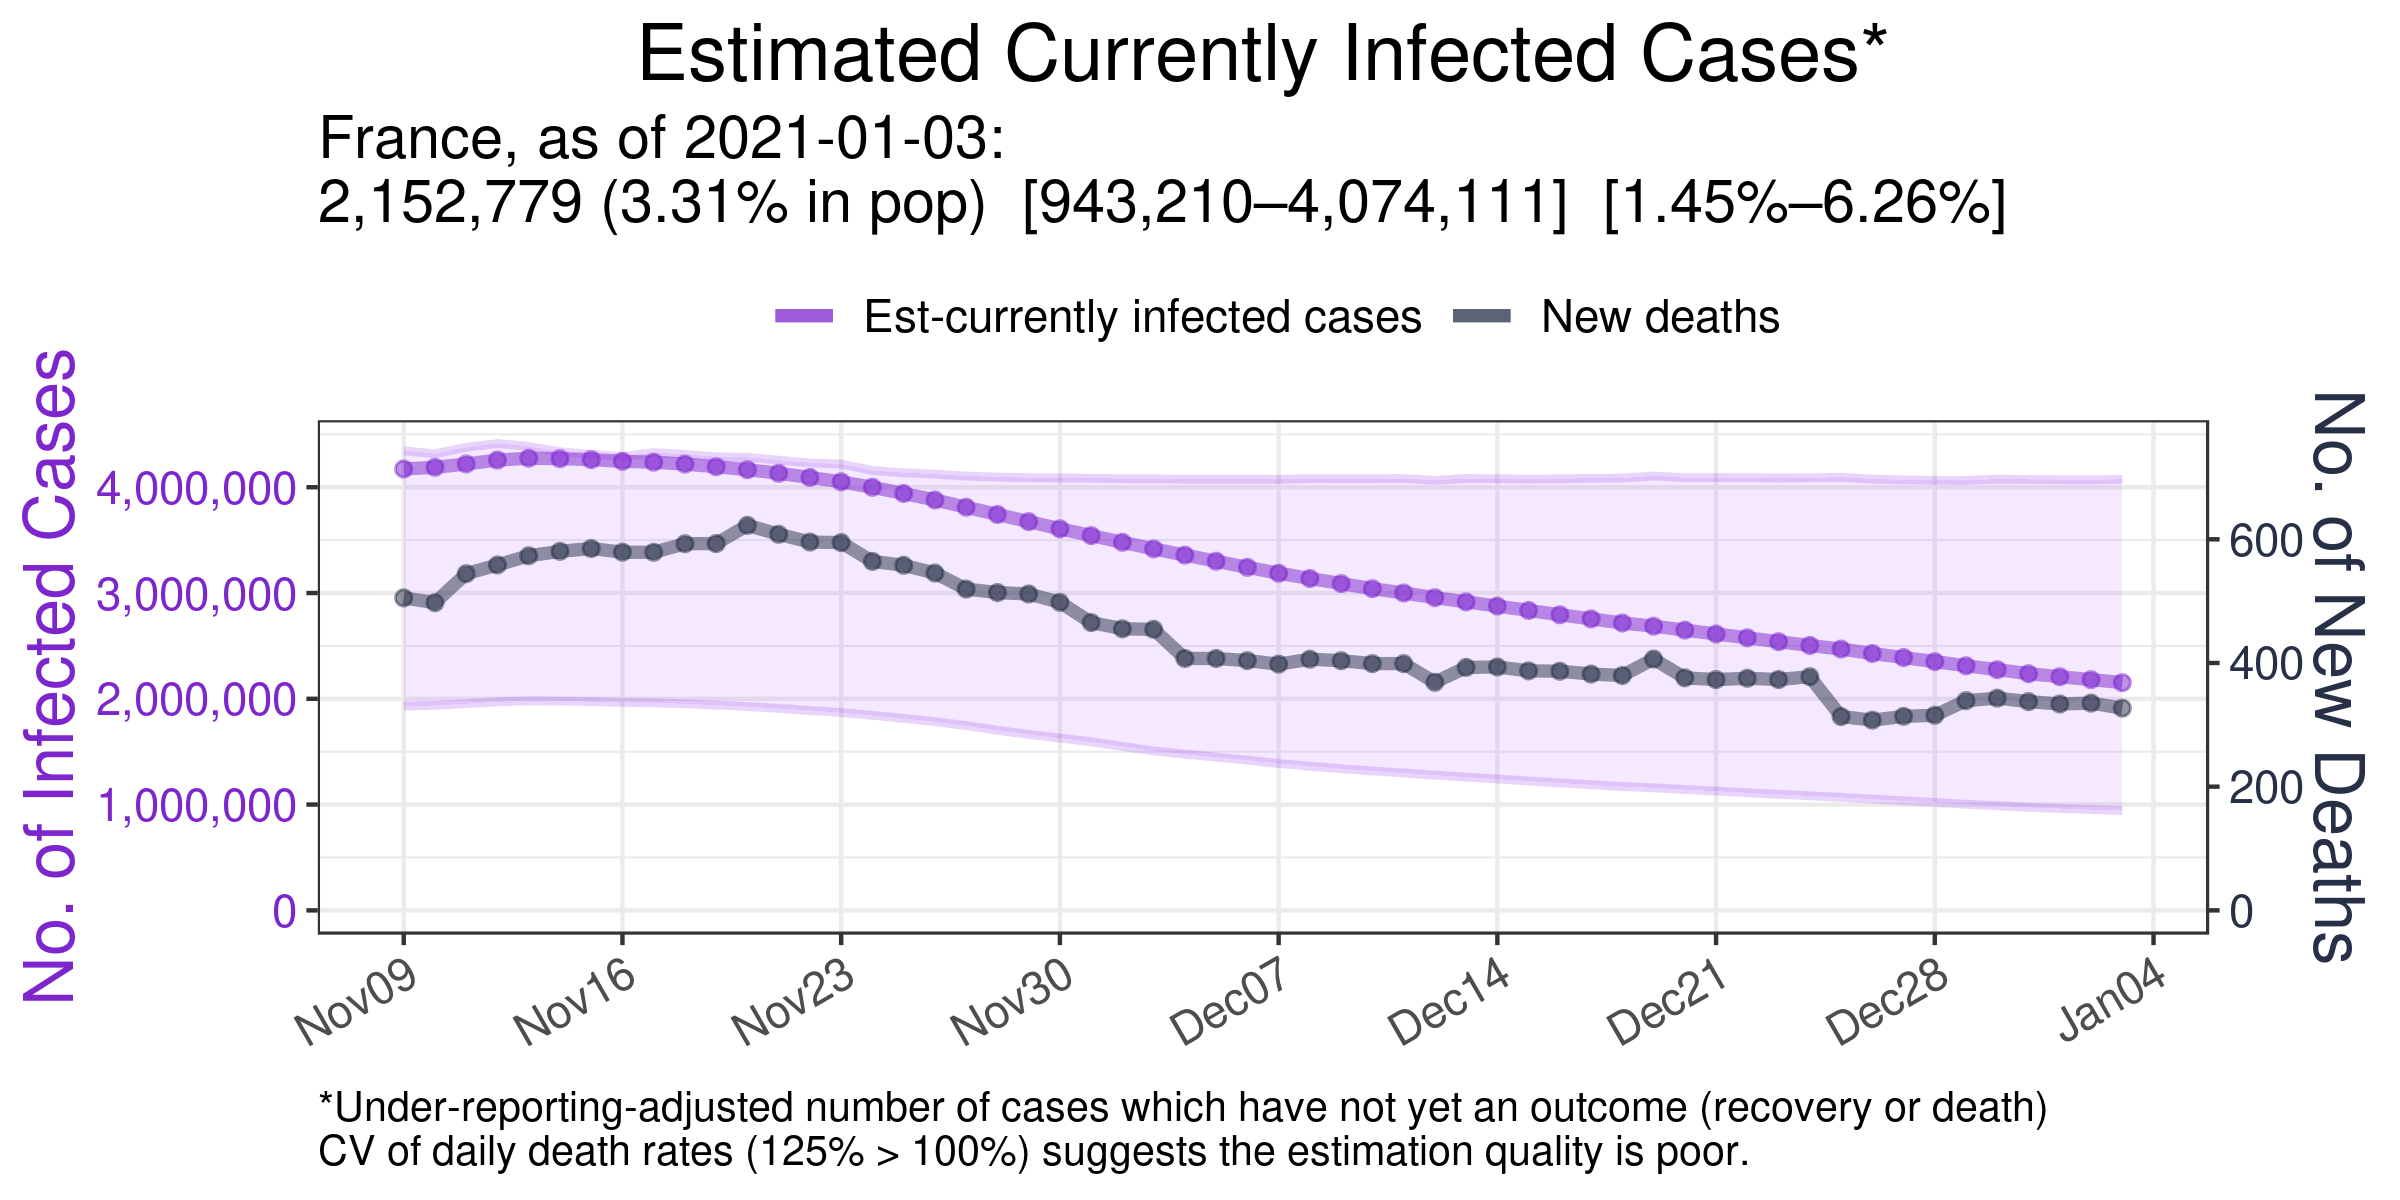 Estimated Currently Infected Cases*
France, as of 2021-01-03:
2,152,779 (3.31% in pop)  [943,210–4,074,111]  [1.45%–6.26%]
Est-currently infected cases
New deaths
No. of Infected Cases
4,000,000
3,000,000
2,000,000
1,000,000
0
No. of New Deaths
600
400
200
0
Nov09
Nov16
Nov23
Nov30
Dec07
Dec14
Dec21
Dec28
Jan04
*Under-reporting-adjusted number of cases which have not yet an outcome (recovery or death)
CV of daily death rates (125% > 100%) suggests the estimation quality is poor.